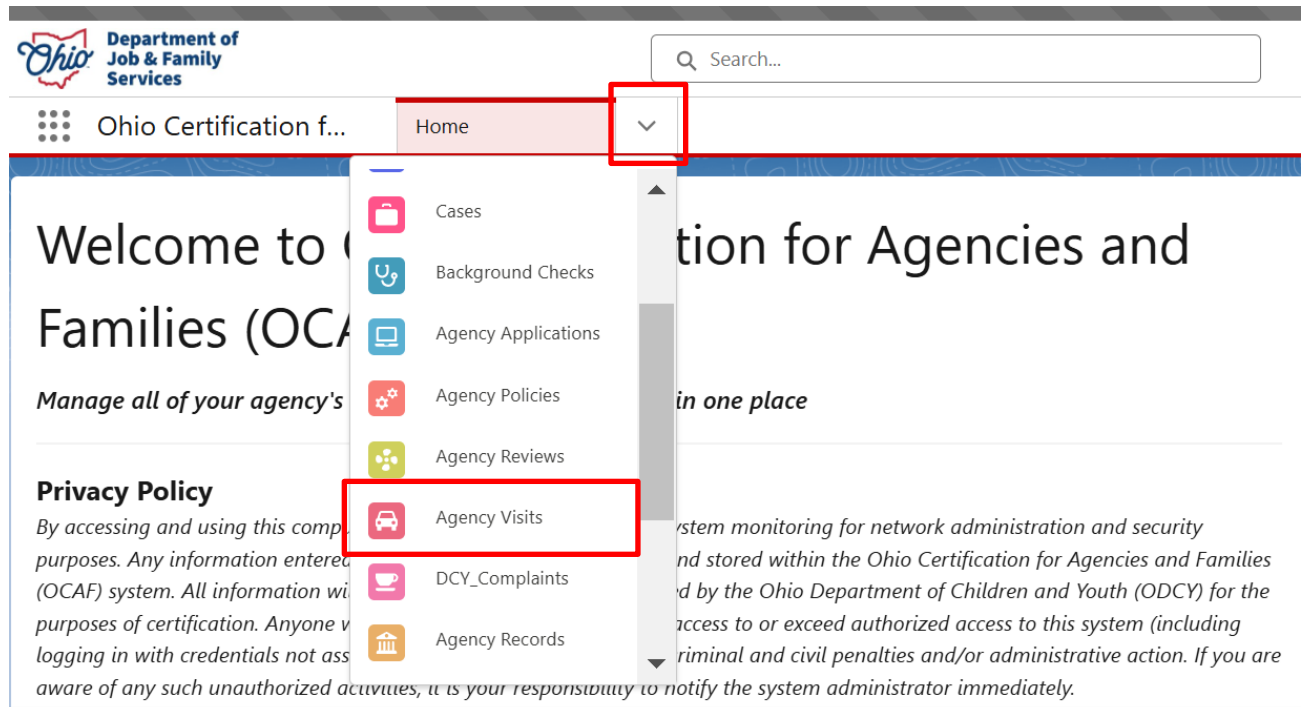 Ohio
Department of
Job & Family
Services
Search...
Ohio Certification f...
Home
Cases
Background Checks
Agency Applications
Agency Policies
Agency Reviews
Agency Visits
DCY_Complaints
Agency Records
Welcome to tion for Agencies and
Families (OCA
Manage all of your agency's in one place
Privacy Policy
By accessing and using this comp stem monitoring for network administration and security
purposes. Any information entered nd stored within the Ohio Certification for Agencies and Families
(OCAF) system. All information wi d by the Ohio Department of Children and Youth (ODCY) for the
purposes of certification. Anyone access to or exceed authorized access to this system (including
logging in with credentials not ass riminal and civil penalties and/or administrative action. If you are
aware of any such unauthorized activities, it is your responsibility to notify the system administrator immediately.